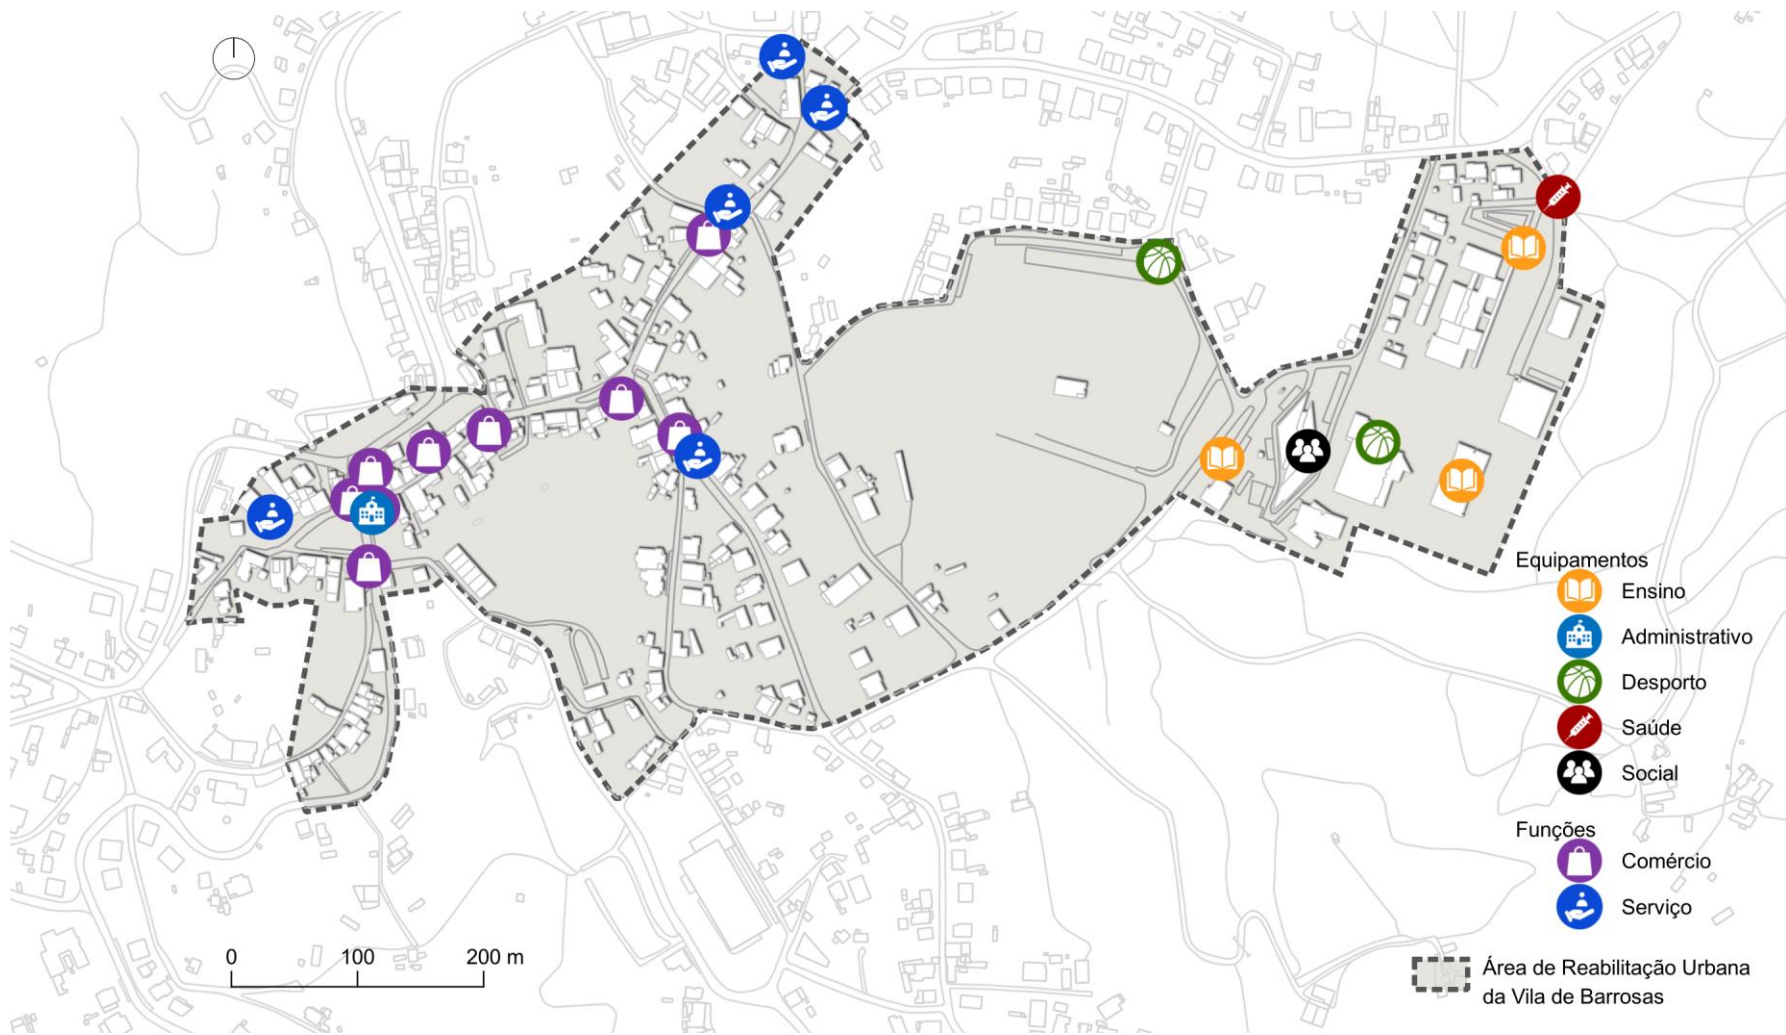 Equipamentos
Ensino
Administrativo
Desporto
Saúde
Social
Funções
Comércio
Serviço
0 100 200 m
Área de Reabilitação Urbana
da Vila de Barrosas